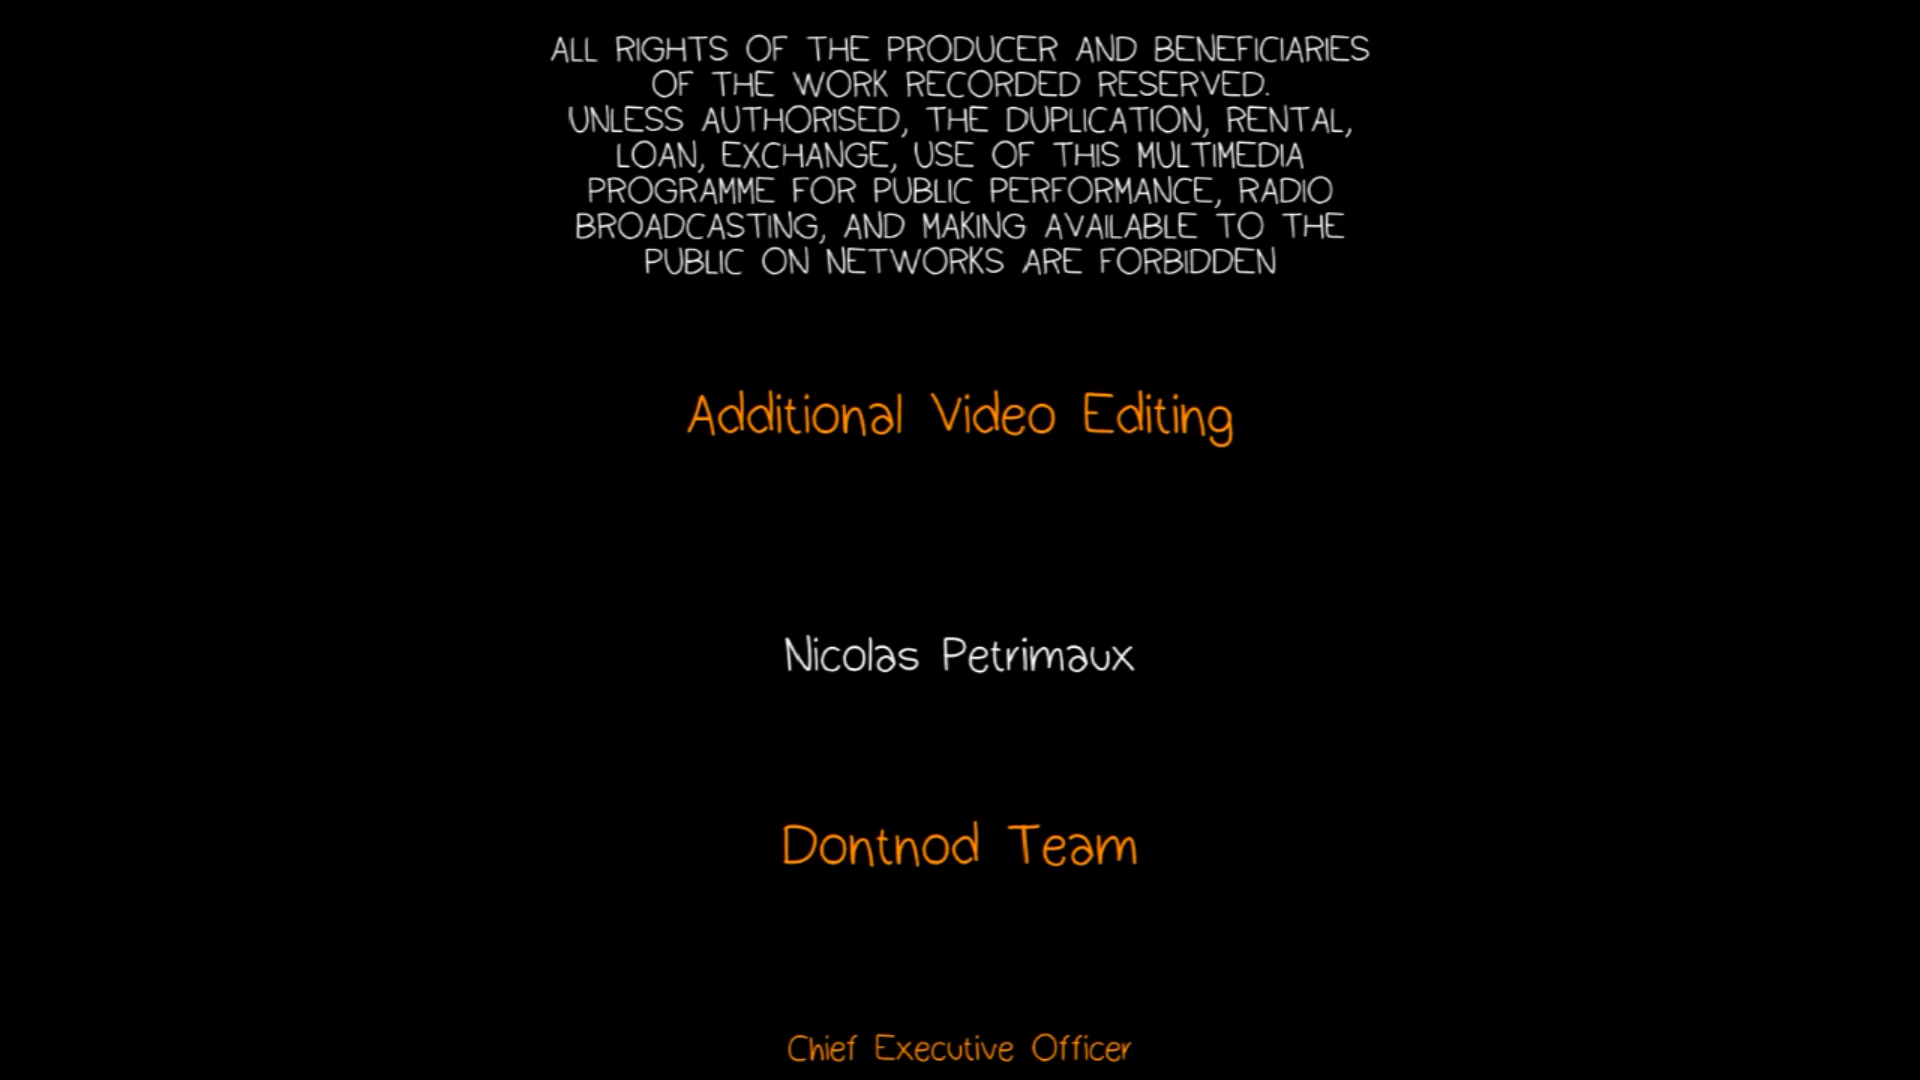 ALL RIGHTS OF THE PRODUCER AND BENEFICIARIES
OF THE WORK RECORDED RESERVED.
UNLESS AUTHORISED, THE DUPLICATION, RENTAL,
LOAN, EXCHANGE, USE OF THIS MULTIMEDIA
PROGRAMME FOR PUBLIC PERFORMANCE, RADIO
BROADCASTING, AND MAKING AVAILABLE TO THE
PUBLIC ON NETWORKS ARE FORBIDDEN
Additional Video Editing
Nicolas Petrimaux
Dontnod Team
Chief Executive Officer